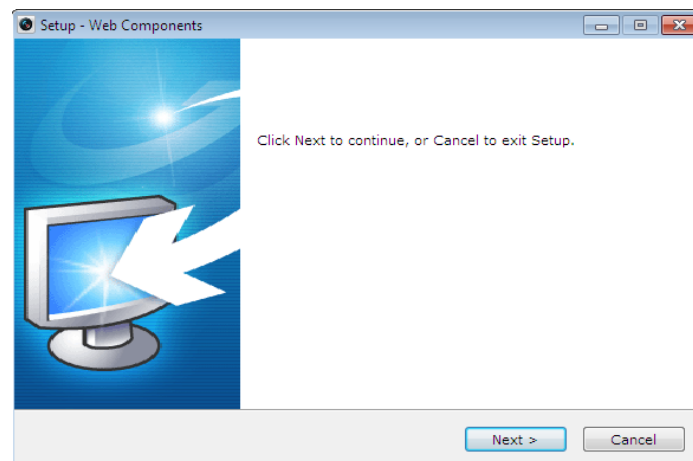 Setup - Web Components
Click Next to continue, or Cancel to exit Setup.
Next >
Cancel